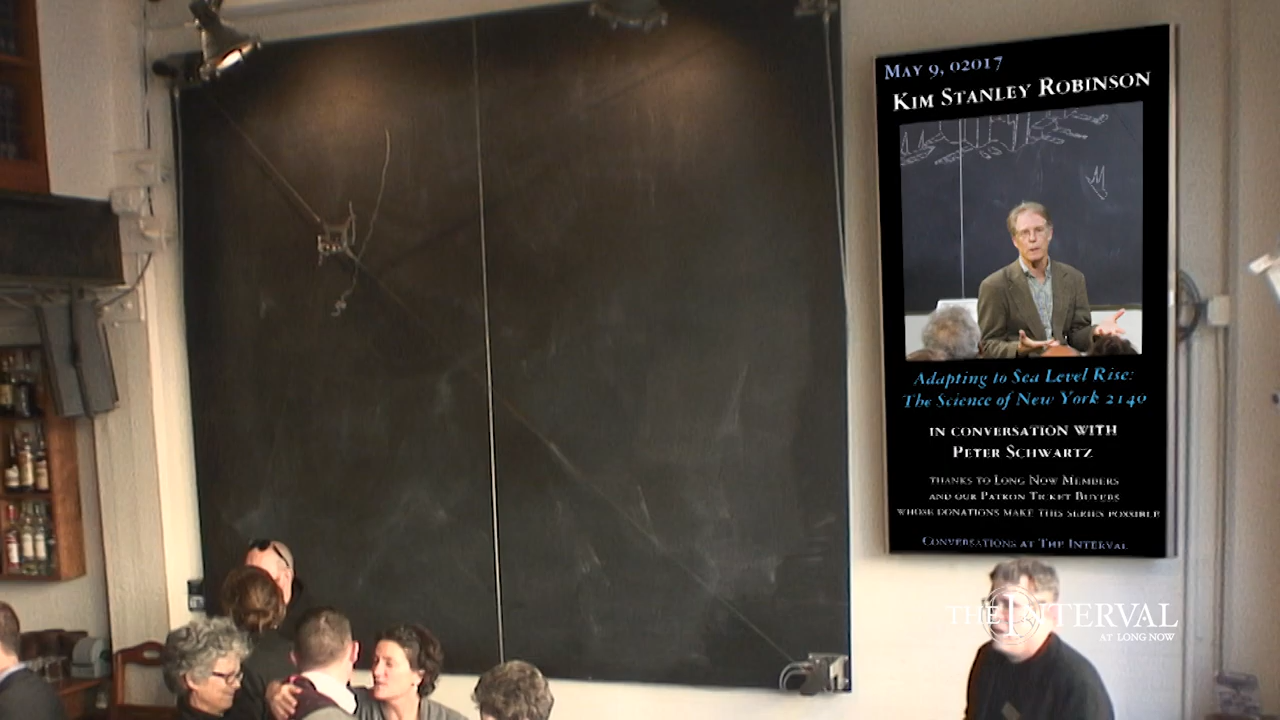 MAY 9, 02017
KIM STANLEY ROBINSON
Adapting to Sea Level Rise:
The Science of New York 2140
IN CONVERSATION WITH
PETER SCHWARTZ
THANKS TO LONG NOW MEMBERS
AND OUR PATRON TICKET BUYERS
WHOSE DONATIONS MAKE THIS SERIES POSSIBLE
CONVERSATIONS AT THE INTERVAL
THE INTERVAL
AT LONG NOW